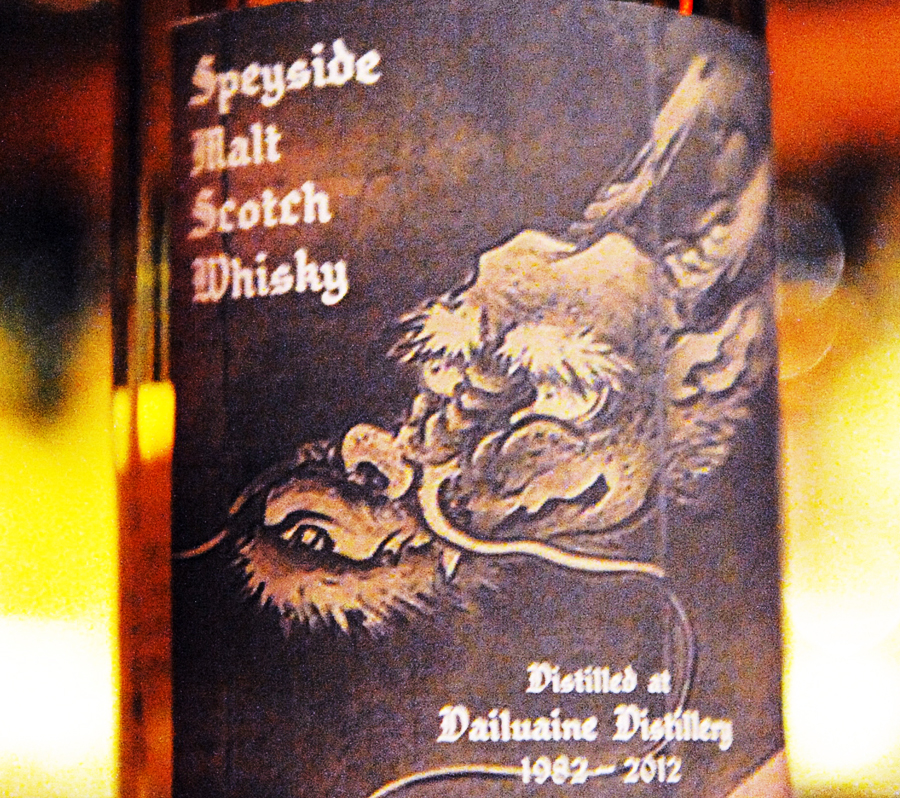 Speyside
Malt
Scotch
Whisky
Distilled at
Dailuaine Distillery
1982 - 2012